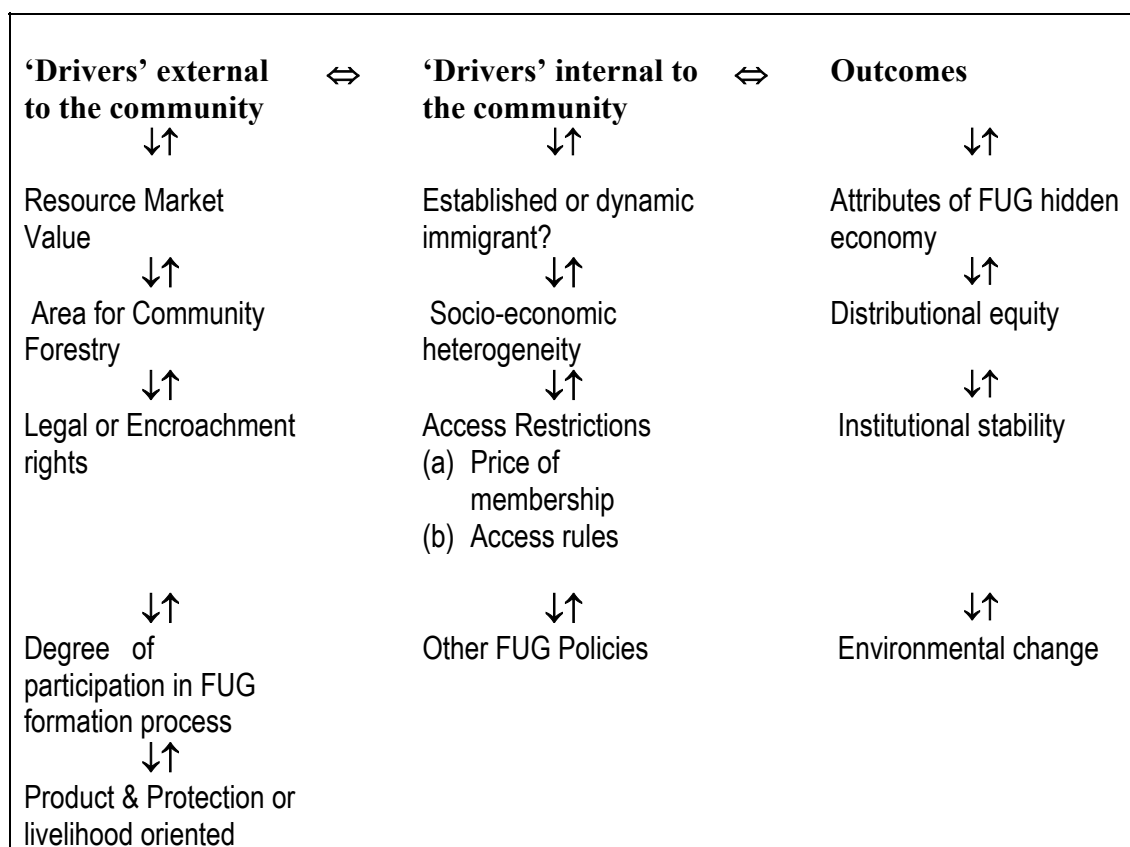 ‘Drivers’ external ⇔ ‘Drivers’ internal to ⇔ Outcomes
to the community the community
↓↑ ↓↑ ↓↑
Resource Market Established or dynamic Attributes of FUG hidden
Value immigrant? economy
↓↑ ↓↑ ↓↑
Area for Community Socio-economic Distributional equity
Forestry heterogeneity
↓↑ ↓↑ ↓↑
Legal or Encroachment Access Restrictions Institutional stability
rights (a) Price of
membership
(b) Access rules
↓↑ ↓↑ ↓↑
Degree of Other FUG Policies Environmental change
participation in FUG
formation process
↓↑
Product & Protection or
livelihood oriented